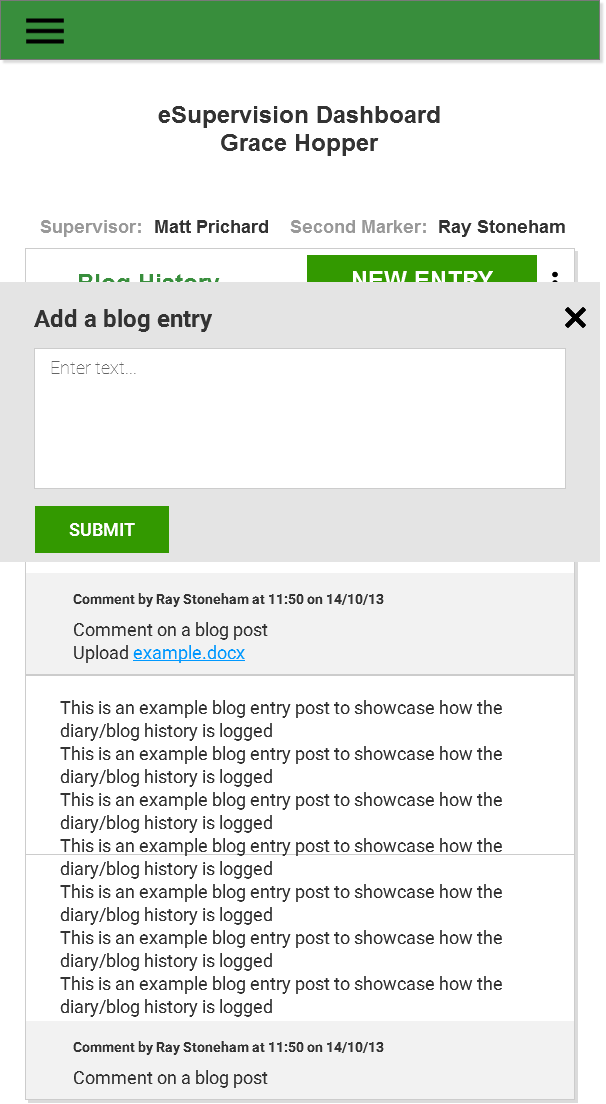 eSupervision Dashboard
Grace Hopper
Supervisor: Matt Prichard Second Marker: Ray Stoneham
Blog History NEW ENTRY
Add a blog entry
Enter text...
SUBMIT
Comment by Ray Stoneham at 11:50 on 14/10/13
Comment on a blog post
Upload example.docx
This is an example blog entry post to showcase how the
diary/blog history is logged
This is an example blog entry post to showcase how the
diary/blog history is logged
This is an example blog entry post to showcase how the
diary/blog history is logged
This is an example blog entry post to showcase how the
diary/blog history is logged
This is an example blog entry post to showcase how the
diary/blog history is logged
This is an example blog entry post to showcase how the
diary/blog history is logged
This is an example blog entry post to showcase how the
diary/blog history is logged
Comment by Ray Stoneham at 11:50 on 14/10/13
Comment on a blog post